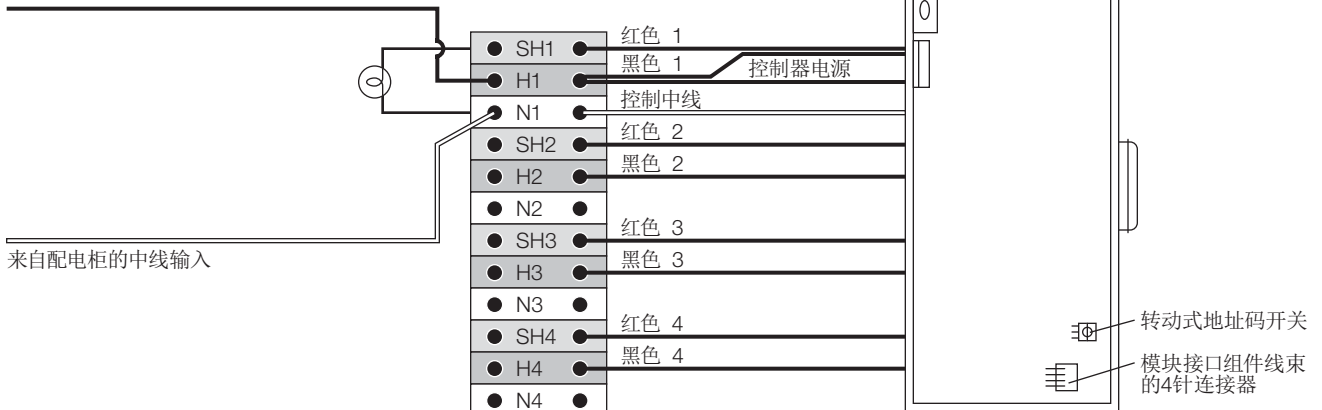 SH1
红色 1
H1
黑色 1
控制器电源
N1
控制中线
SH2
红色 2
H2
黑色 2
N2
SH3
红色 3
来自配电柜的中线输入
H3
黑色 3
N3
SH4
红色 4
转动式地址码开关
H4
黑色 4
模块接口组件线束
的4针连接器
N4